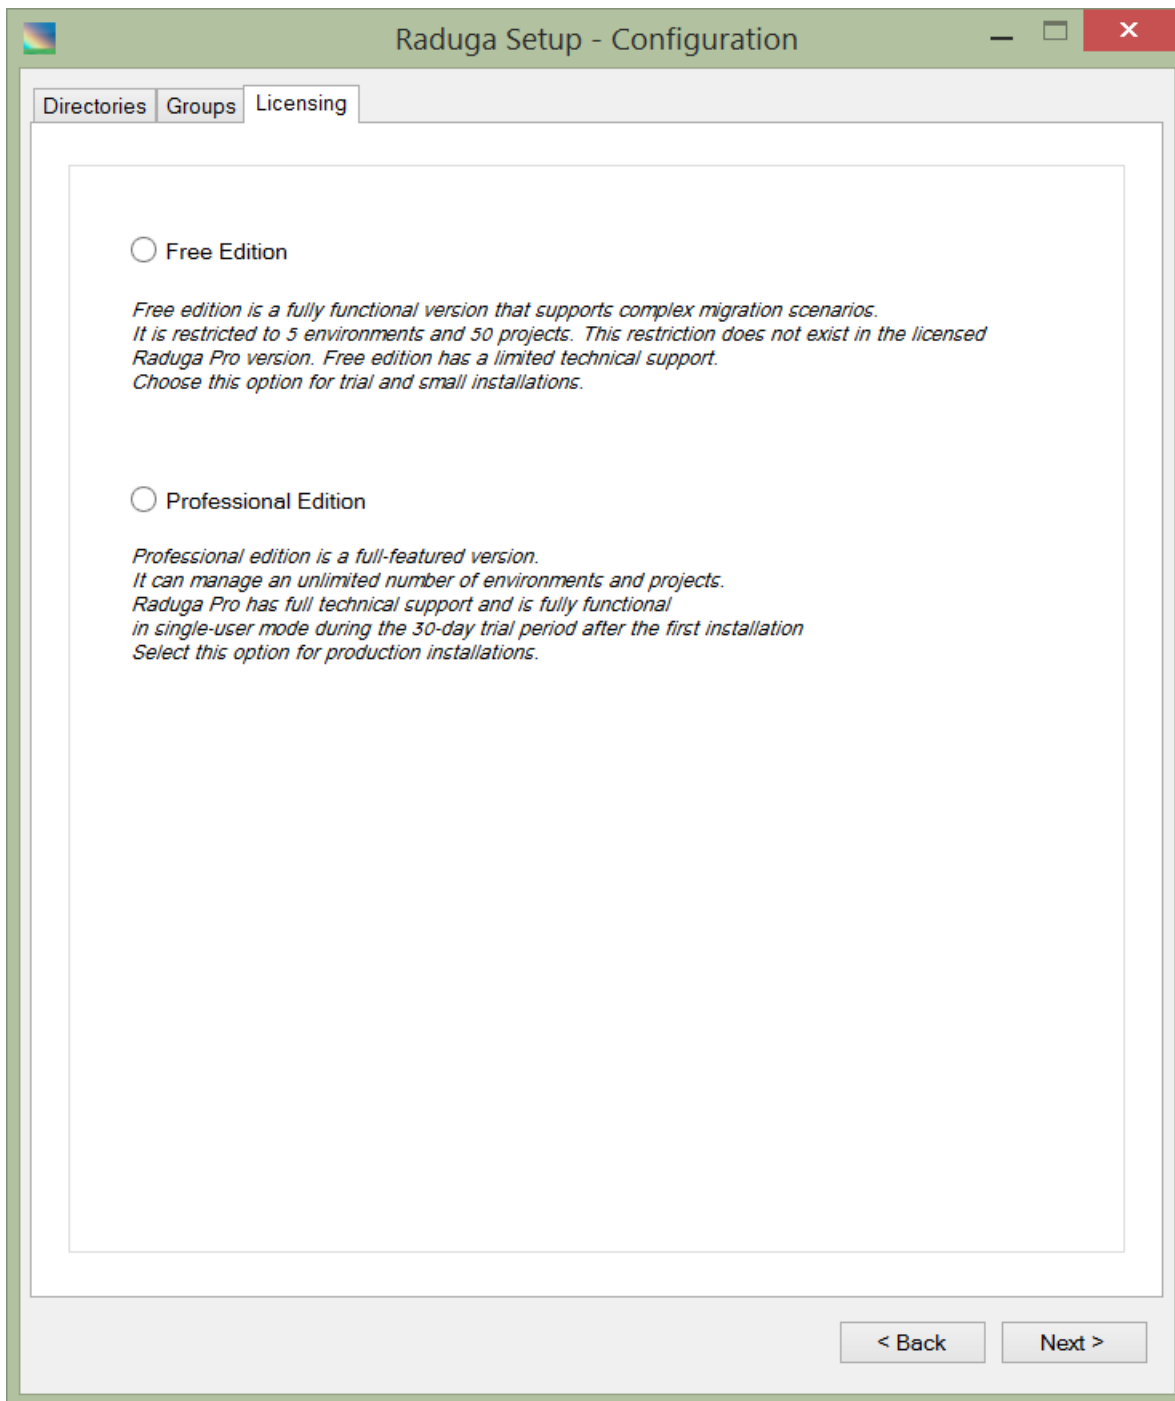 Raduga Setup - Configuration
Directories Groups Licensing
Free Edition
Free edition is a fully functional version that supports complex migration scenarios.
It is restricted to 5 environments and 50 projects. This restriction does not exist in the licensed
Raduga Pro version. Free edition has a limited technical support.
Choose this option for trial and small installations.
Professional Edition
Professional edition is a full-featured version.
It can manage an unlimited number of environments and projects.
Raduga Pro has full technical support and is fully functional
in single-user mode during the 30-day trial period after the first installation
Select this option for production installations.
< Back Next >